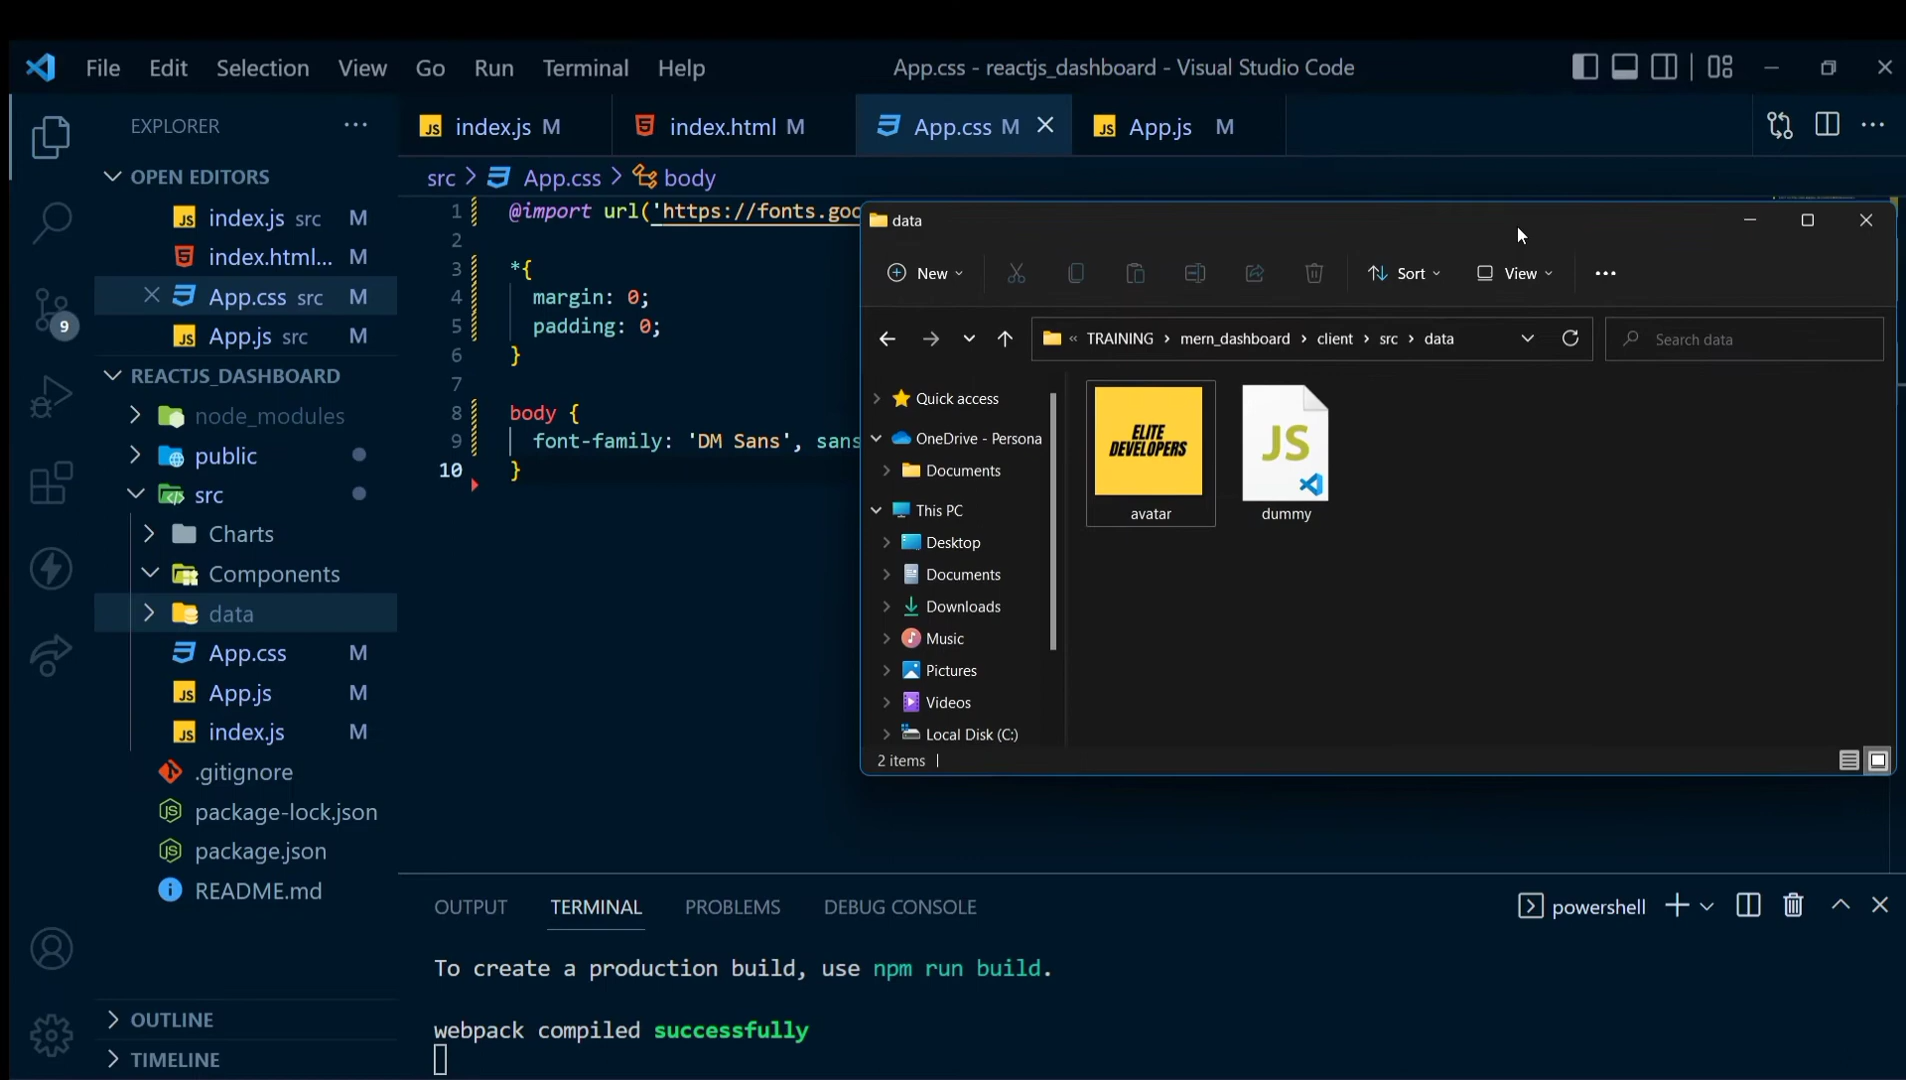 File Edit Selection View Go Run Terminal Help
App.css - reactjs_dashboard - Visual Studio Code
EXPLORER
OPEN EDITORS
index.js src M
index.html... M
App.css src M
App.js src M
REACTJS_DASHBOARD
node_modules
public
src
Charts
Components
data
App.css M
App.js M
index.js M
.gitignore
package-lock.json
package.json
README.md
OUTLINE
TIMELINE
9
index.js M
index.html M
App.css M
App.js M
src > App.css > body
1 @import url('https://fonts.goo
2
3 *{
4 margin: 0;
5 padding: 0;
6 }
7
8 body {
9 font-family: 'DM Sans', sans
10 }
data
New
Sort
View
« TRAINING > mern_dashboard > client > src > data
Search data
Quick access
OneDrive - Persona
Documents
This PC
Desktop
Documents
Downloads
Music
Pictures
Videos
Local Disk (C:)
ELITE
DEVELOPERS
avatar
JS
dummy
2 items
OUTPUT TERMINAL PROBLEMS DEBUG CONSOLE
powershell
To create a production build, use npm run build.
webpack compiled successfully